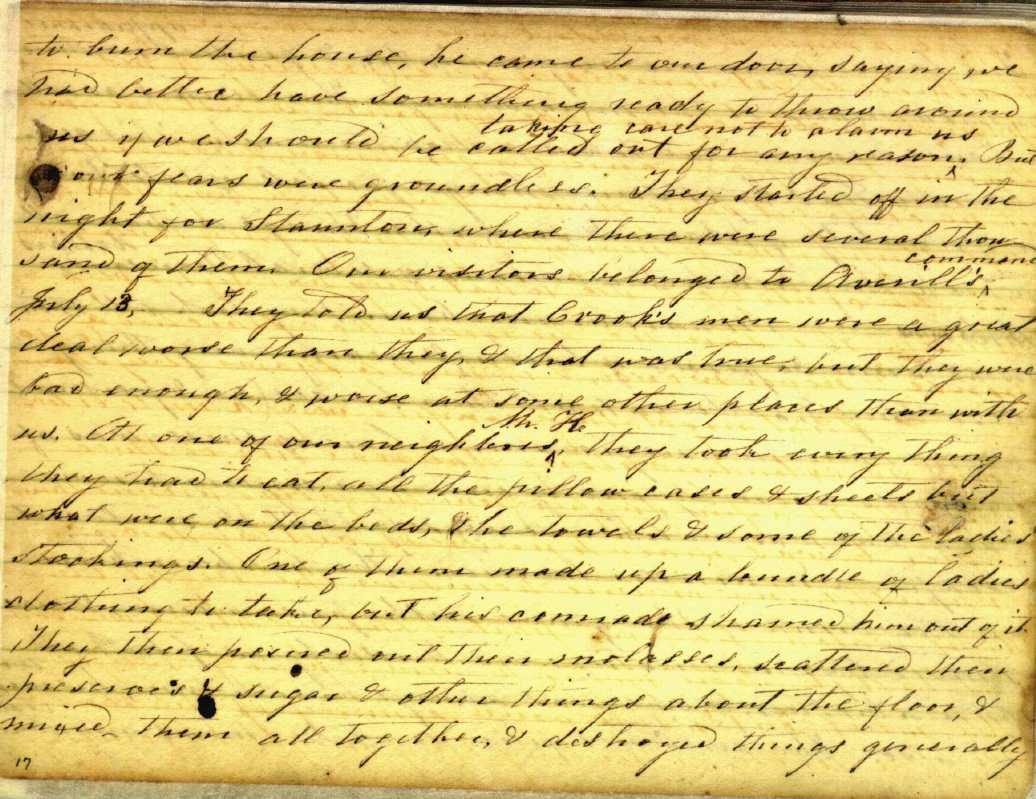 to burn the house, he came to our door, saying we
had better have something ready to throw around
taking care not to alarm us
us if we should be called out for any reason, ^ But
our fears were groundless. They started off in the
night for Staunton, where there were several thou-
sand of them. Our visitors belonged to Averill's ^
command
July 13, They told us that Crook's men were a great
deal worse than they, & that was true, but they were
bad enough, & worse at some other places than with
Mr. H's
us. At one of our neighbors, ^ they took every thing
they had to eat, all the pillow cases & sheets but
what were on the beds, & the towels & some of the ladies
stockings. One of them made up a bundle of ladies
clothing to take, but his comrade shamed him out of it
They then poured out their molasses, scattered their
preserves & sugar & other things about the floor, &
mixed them all together, & destroyed things generally
17